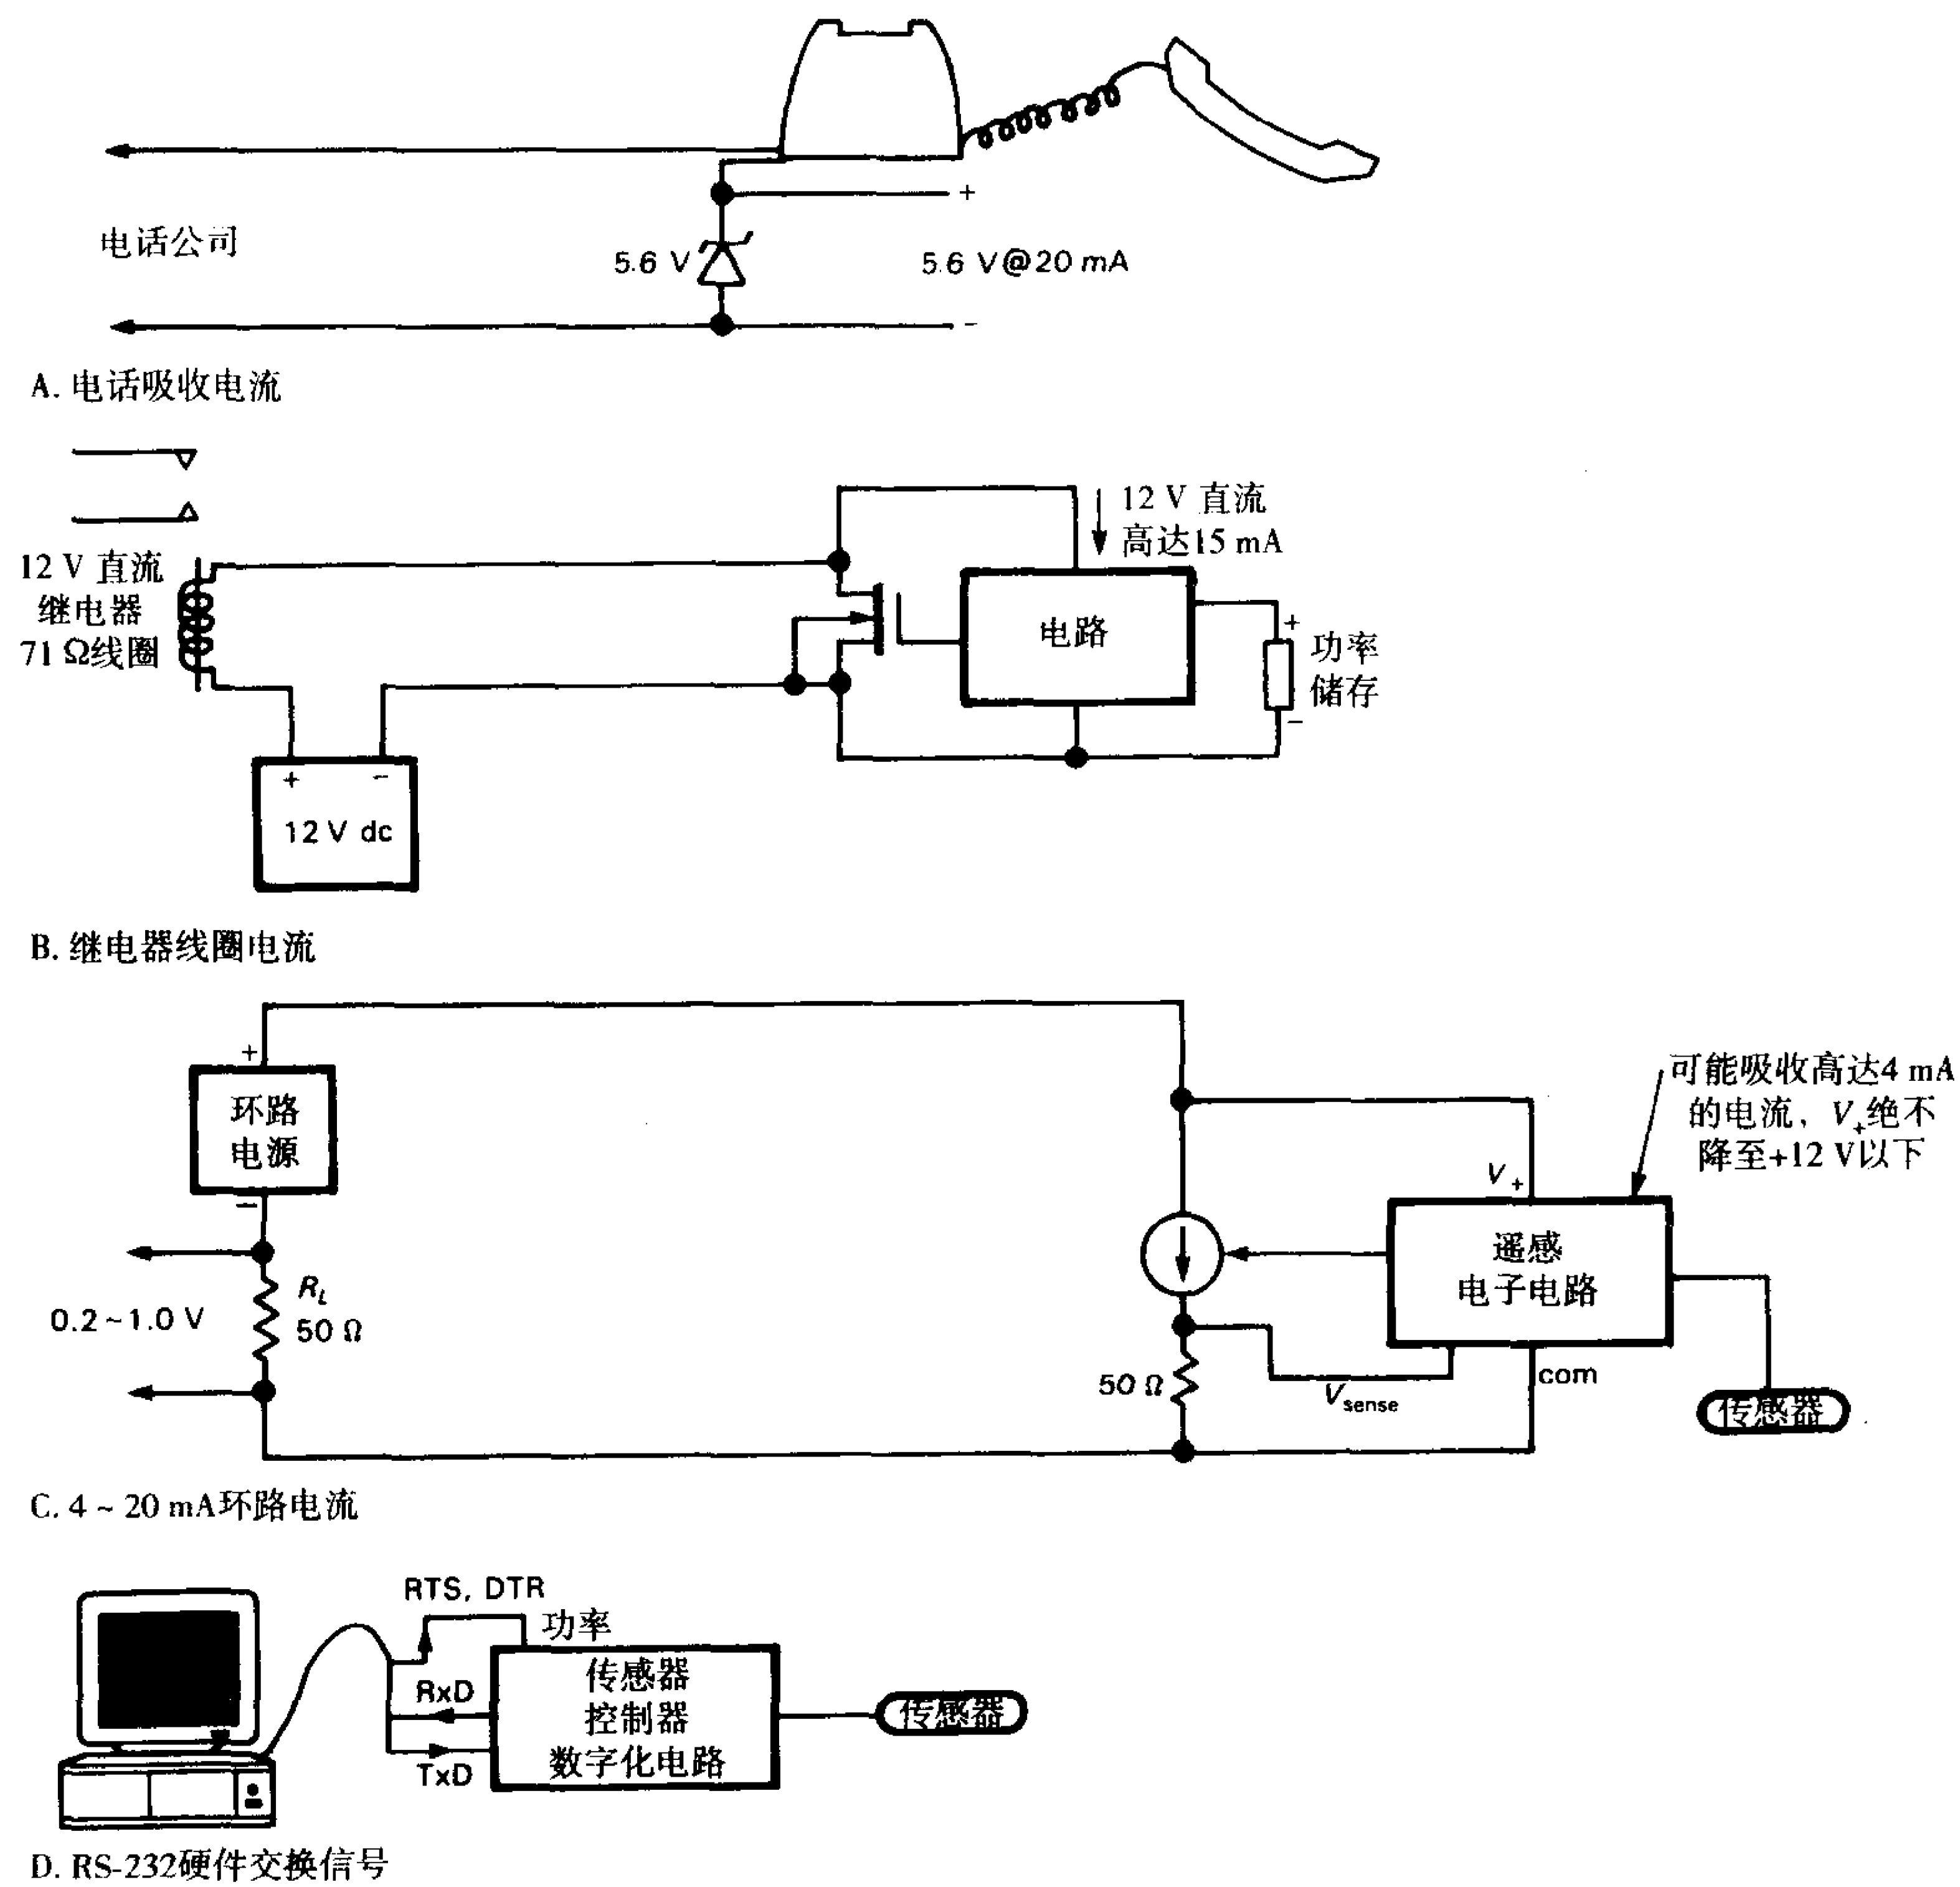 电话公司
+
5.6 V
5.6 V@20 mA
-
A. 电话吸收电流
12 V 直流
继电器
71 Ω线圈
12 V 直流
高达15 mA
电路
+
功率
储存
-
+ -
12 V dc
B. 继电器线圈电流
+
环路
电源
-
0.2~1.0 V
R_L
50 Ω
可能吸收高达4 mA
的电流，V₊绝不
降至+12 V以下
V₊
遥感
电子电路
50 Ω
V_sense
com
传感器
C. 4 ~ 20 mA环路电流
RTS, DTR
功率
RxD
TxD
传感器
控制器
数字化电路
传感器
D. RS-232硬件交换信号